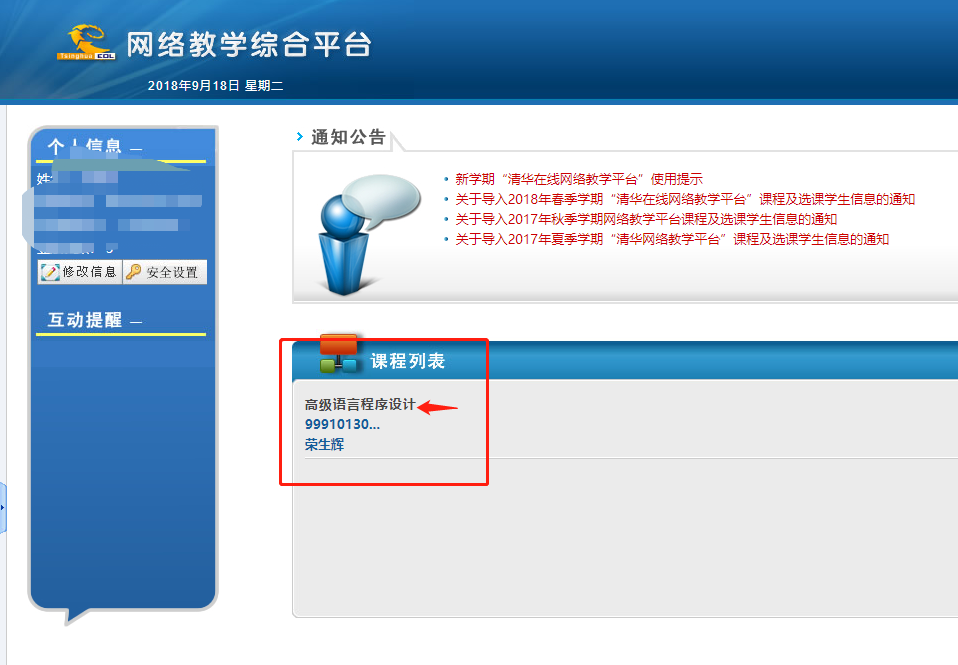 网络教学综合平台
2018年9月18日 星期二
个人信息
姓
修改信息
安全设置
互动提醒
通知公告
新学期“清华在线网络教学平台”使用提示
关于导入2018年春季学期“清华在线网络教学平台”课程及选课学生信息的通知
关于导入2017年秋季学期网络教学平台课程及选课学生信息的通知
关于导入2017年夏季学期“清华网络教学平台”课程及选课学生信息的通知
课程列表
高级语言程序设计
99910130...
荣生辉